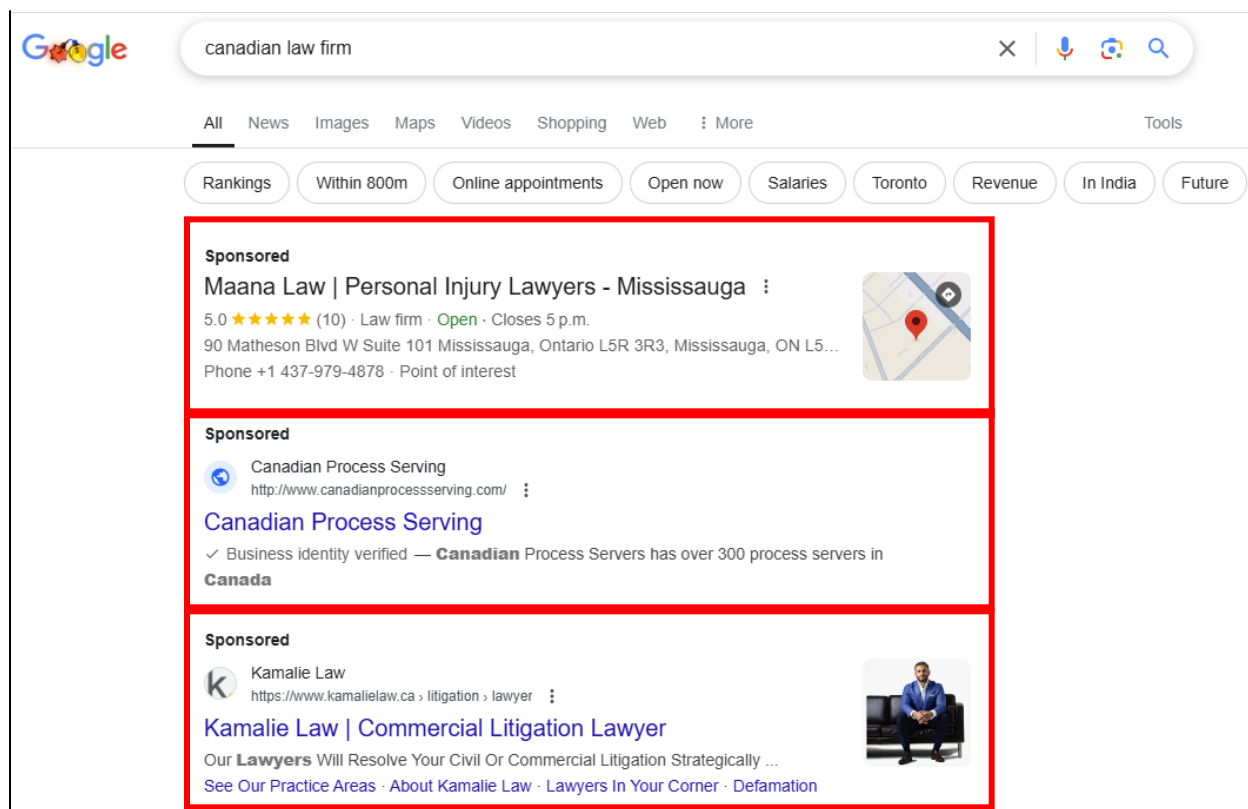 Google
canadian law firm
All News Images Maps Videos Shopping Web More Tools
Rankings Within 800m Online appointments Open now Salaries Toronto Revenue In India Future
Sponsored
Maana Law | Personal Injury Lawyers - Mississauga
5.0 ★★★★★ (10) · Law firm · Open · Closes 5 p.m.
90 Matheson Blvd W Suite 101 Mississauga, Ontario L5R 3R3, Mississauga, ON L5...
Phone +1 437-979-4878 · Point of interest
Sponsored
Canadian Process Serving
http://www.canadianprocessserving.com/
Canadian Process Serving
✓ Business identity verified — Canadian Process Servers has over 300 process servers in
Canada
Sponsored
k
Kamalie Law
https://www.kamalielaw.ca › litigation › lawyer
Kamalie Law | Commercial Litigation Lawyer
Our Lawyers Will Resolve Your Civil Or Commercial Litigation Strategically ...
See Our Practice Areas · About Kamalie Law · Lawyers In Your Corner · Defamation